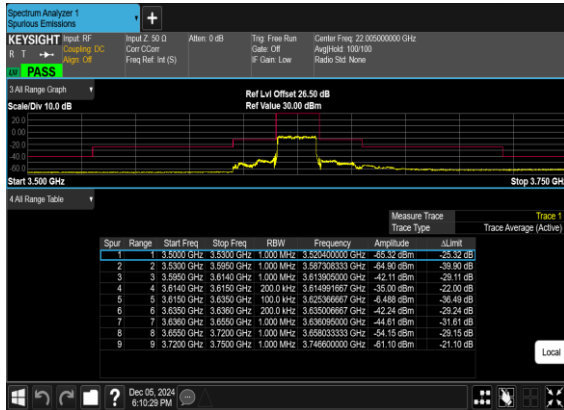 Spectrum Analyzer 1
Spurious Emissions
+
KEYSIGHT Input: RF Input Z: 50 Ω Atten: 0 dB Trig: Free Run Center Freq: 22.005000000 GHz
R T Coupling: DC Corr CCorr Gate: Off Avg|Hold: 100/100
Align: Off Freq Ref: Int (S) IF Gain: Low Radio Std: None
PASS
3 All Range Graph Ref Lvl Offset 26.50 dB
Scale/Div 10.0 dB Ref Value 30.00 dBm
20.0
0.00
-20.0
-40.0
-60.0
Start 3.500 GHz Stop 3.750 GHz
4 All Range Table
Measure Trace Trace 1
Trace Type Trace Average (Active)
Spur Range Start Freq Stop Freq RBW Frequency Amplitude ΔLimit
1 1 3.5000 GHz 3.5300 GHz 1.000 MHz 3.520400000 GHz -65.32 dBm -25.32 dB
2 2 3.5300 GHz 3.5950 GHz 1.000 MHz 3.587308333 GHz -64.90 dBm -39.90 dB
3 3 3.5950 GHz 3.6140 GHz 1.000 MHz 3.613905000 GHz -42.11 dBm -29.11 dB
4 4 3.6140 GHz 3.6150 GHz 200.0 kHz 3.614991667 GHz -35.00 dBm -22.00 dB
5 5 3.6150 GHz 3.6350 GHz 100.0 kHz 3.625366667 GHz -6.488 dBm -36.49 dB
6 6 3.6350 GHz 3.6360 GHz 200.0 kHz 3.635006667 GHz -42.24 dBm -29.24 dB
7 7 3.6360 GHz 3.6550 GHz 1.000 MHz 3.636095000 GHz -44.61 dBm -31.61 dB
8 8 3.6550 GHz 3.7200 GHz 1.000 MHz 3.658033333 GHz -54.15 dBm -29.15 dB
9 9 3.7200 GHz 3.7500 GHz 1.000 MHz 3.746600000 GHz -61.10 dBm -21.10 dB
Local
? Dec 05, 2024
6:10:29 PM